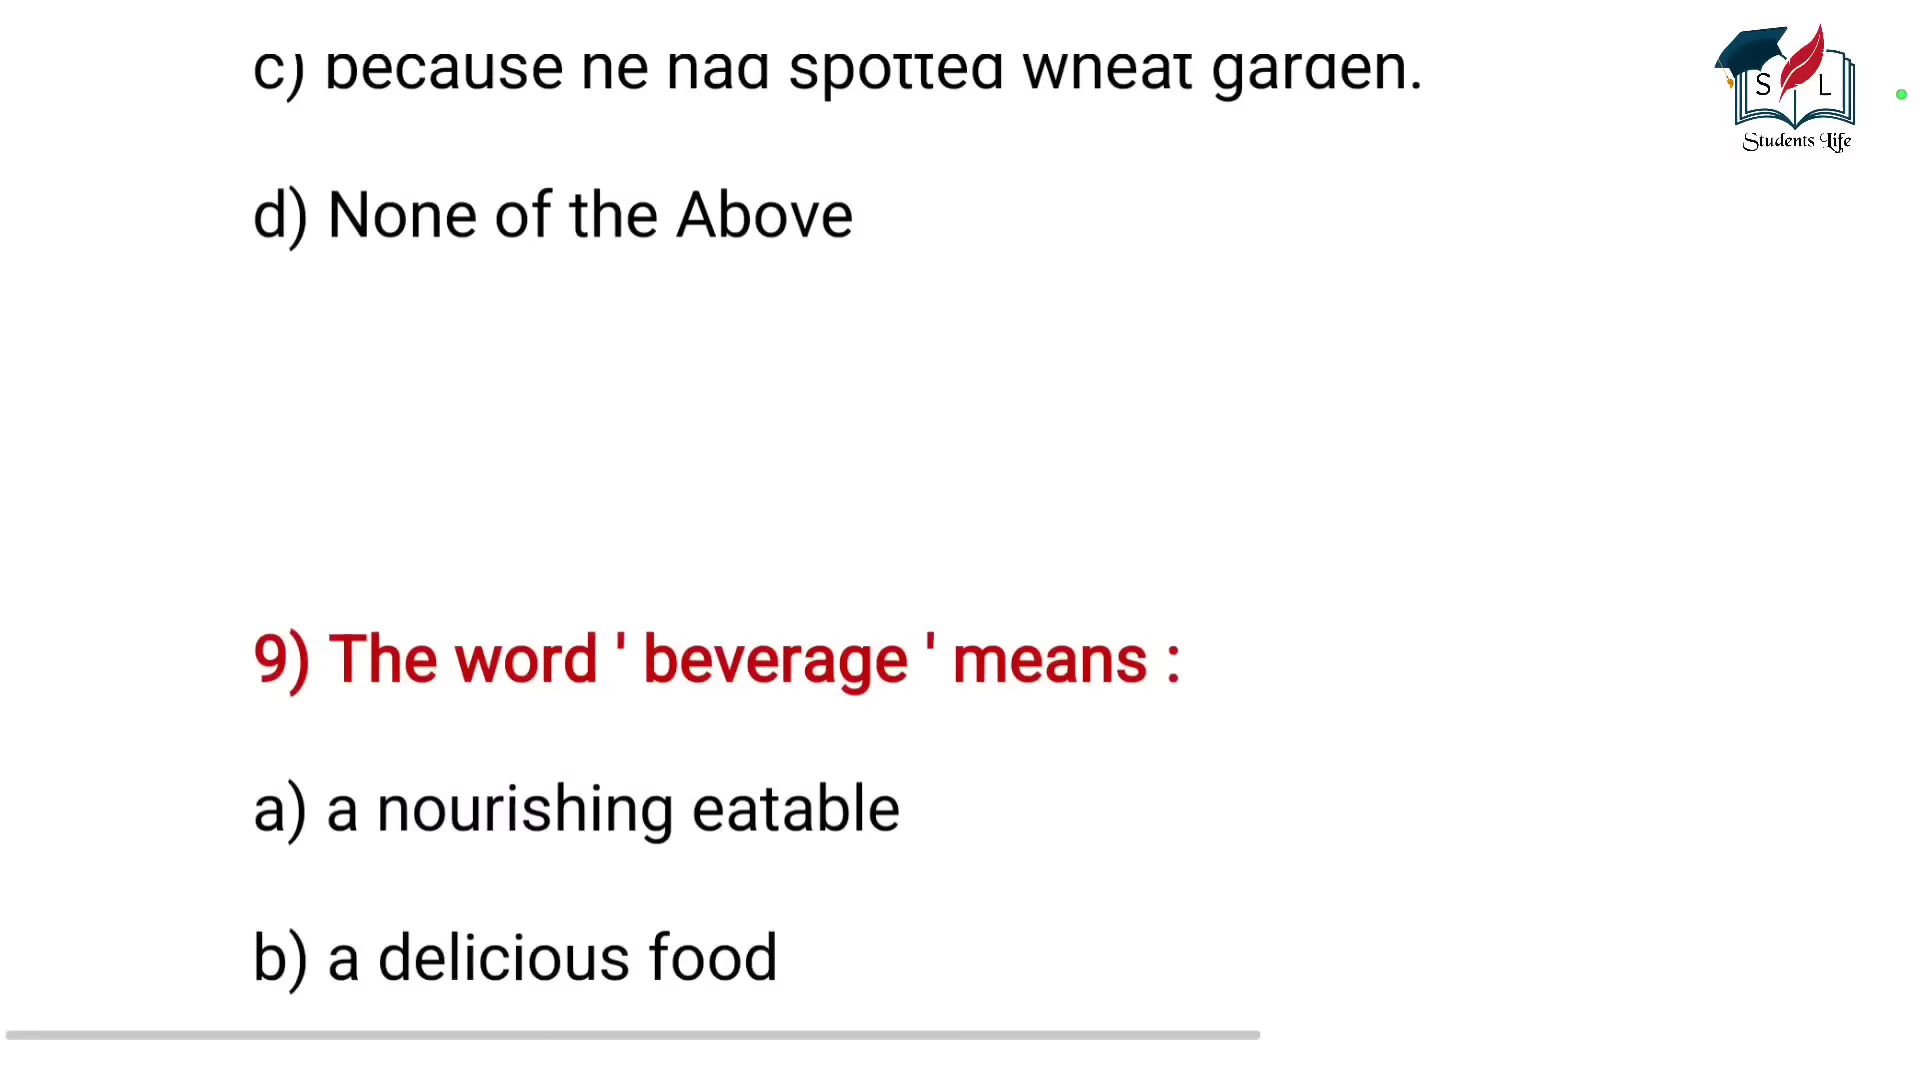 c) because he had spotted wheat garden.
S L
Students Life
d) None of the Above
9) The word ' beverage ' means :
a) a nourishing eatable
b) a delicious food